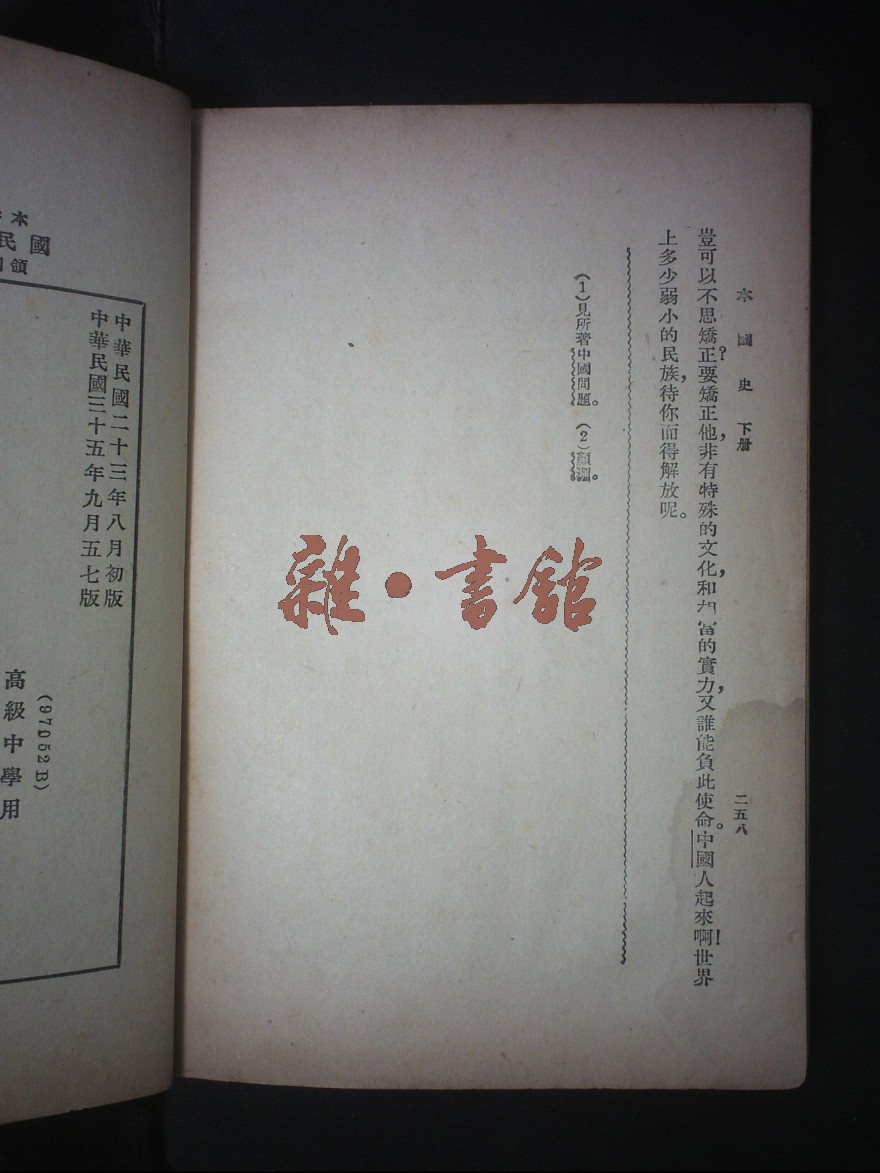 本國史 下册
二五八
豈可以不思矯正？要矯正他，非有特殊的文化，和相當的實力，又誰能負此使命。中國人起來啊！世界
上多少弱小的民族，待你而得解放呢。
（1）見所著中國問題。（2）顏淵。
雜·書館
本
國民
領
中華民國二十三年八月初版
中華民國三十五年九月五七版
(97052B)
高級中學用